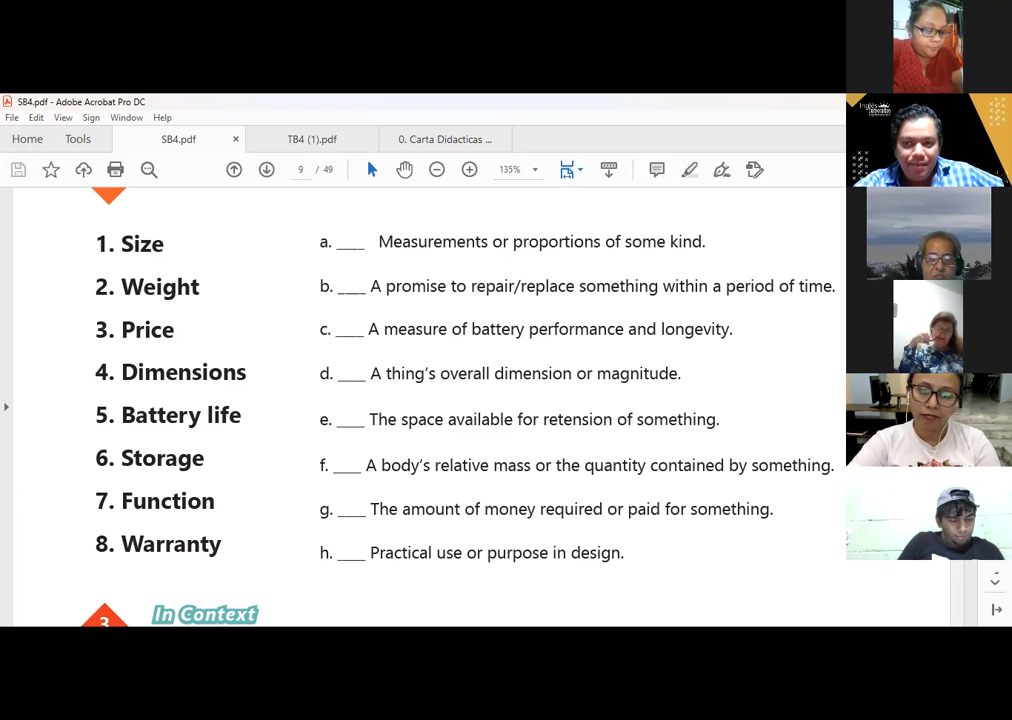 SB4.pdf - Adobe Acrobat Pro DC
File Edit View Sign Window Help
Home Tools SB4.pdf × TB4 (1).pdf 0. Carta Didacticas ...
9 / 49 135%
1. Size
2. Weight
3. Price
4. Dimensions
5. Battery life
6. Storage
7. Function
8. Warranty
a. ____ Measurements or proportions of some kind.
b. ____ A promise to repair/replace something within a period of time.
c. ____ A measure of battery performance and longevity.
d. ____ A thing's overall dimension or magnitude.
e. ____ The space available for retension of something.
f. ____ A body's relative mass or the quantity contained by something.
g. ____ The amount of money required or paid for something.
h. ____ Practical use or purpose in design.
3 In Context
Inglés
Corporativo